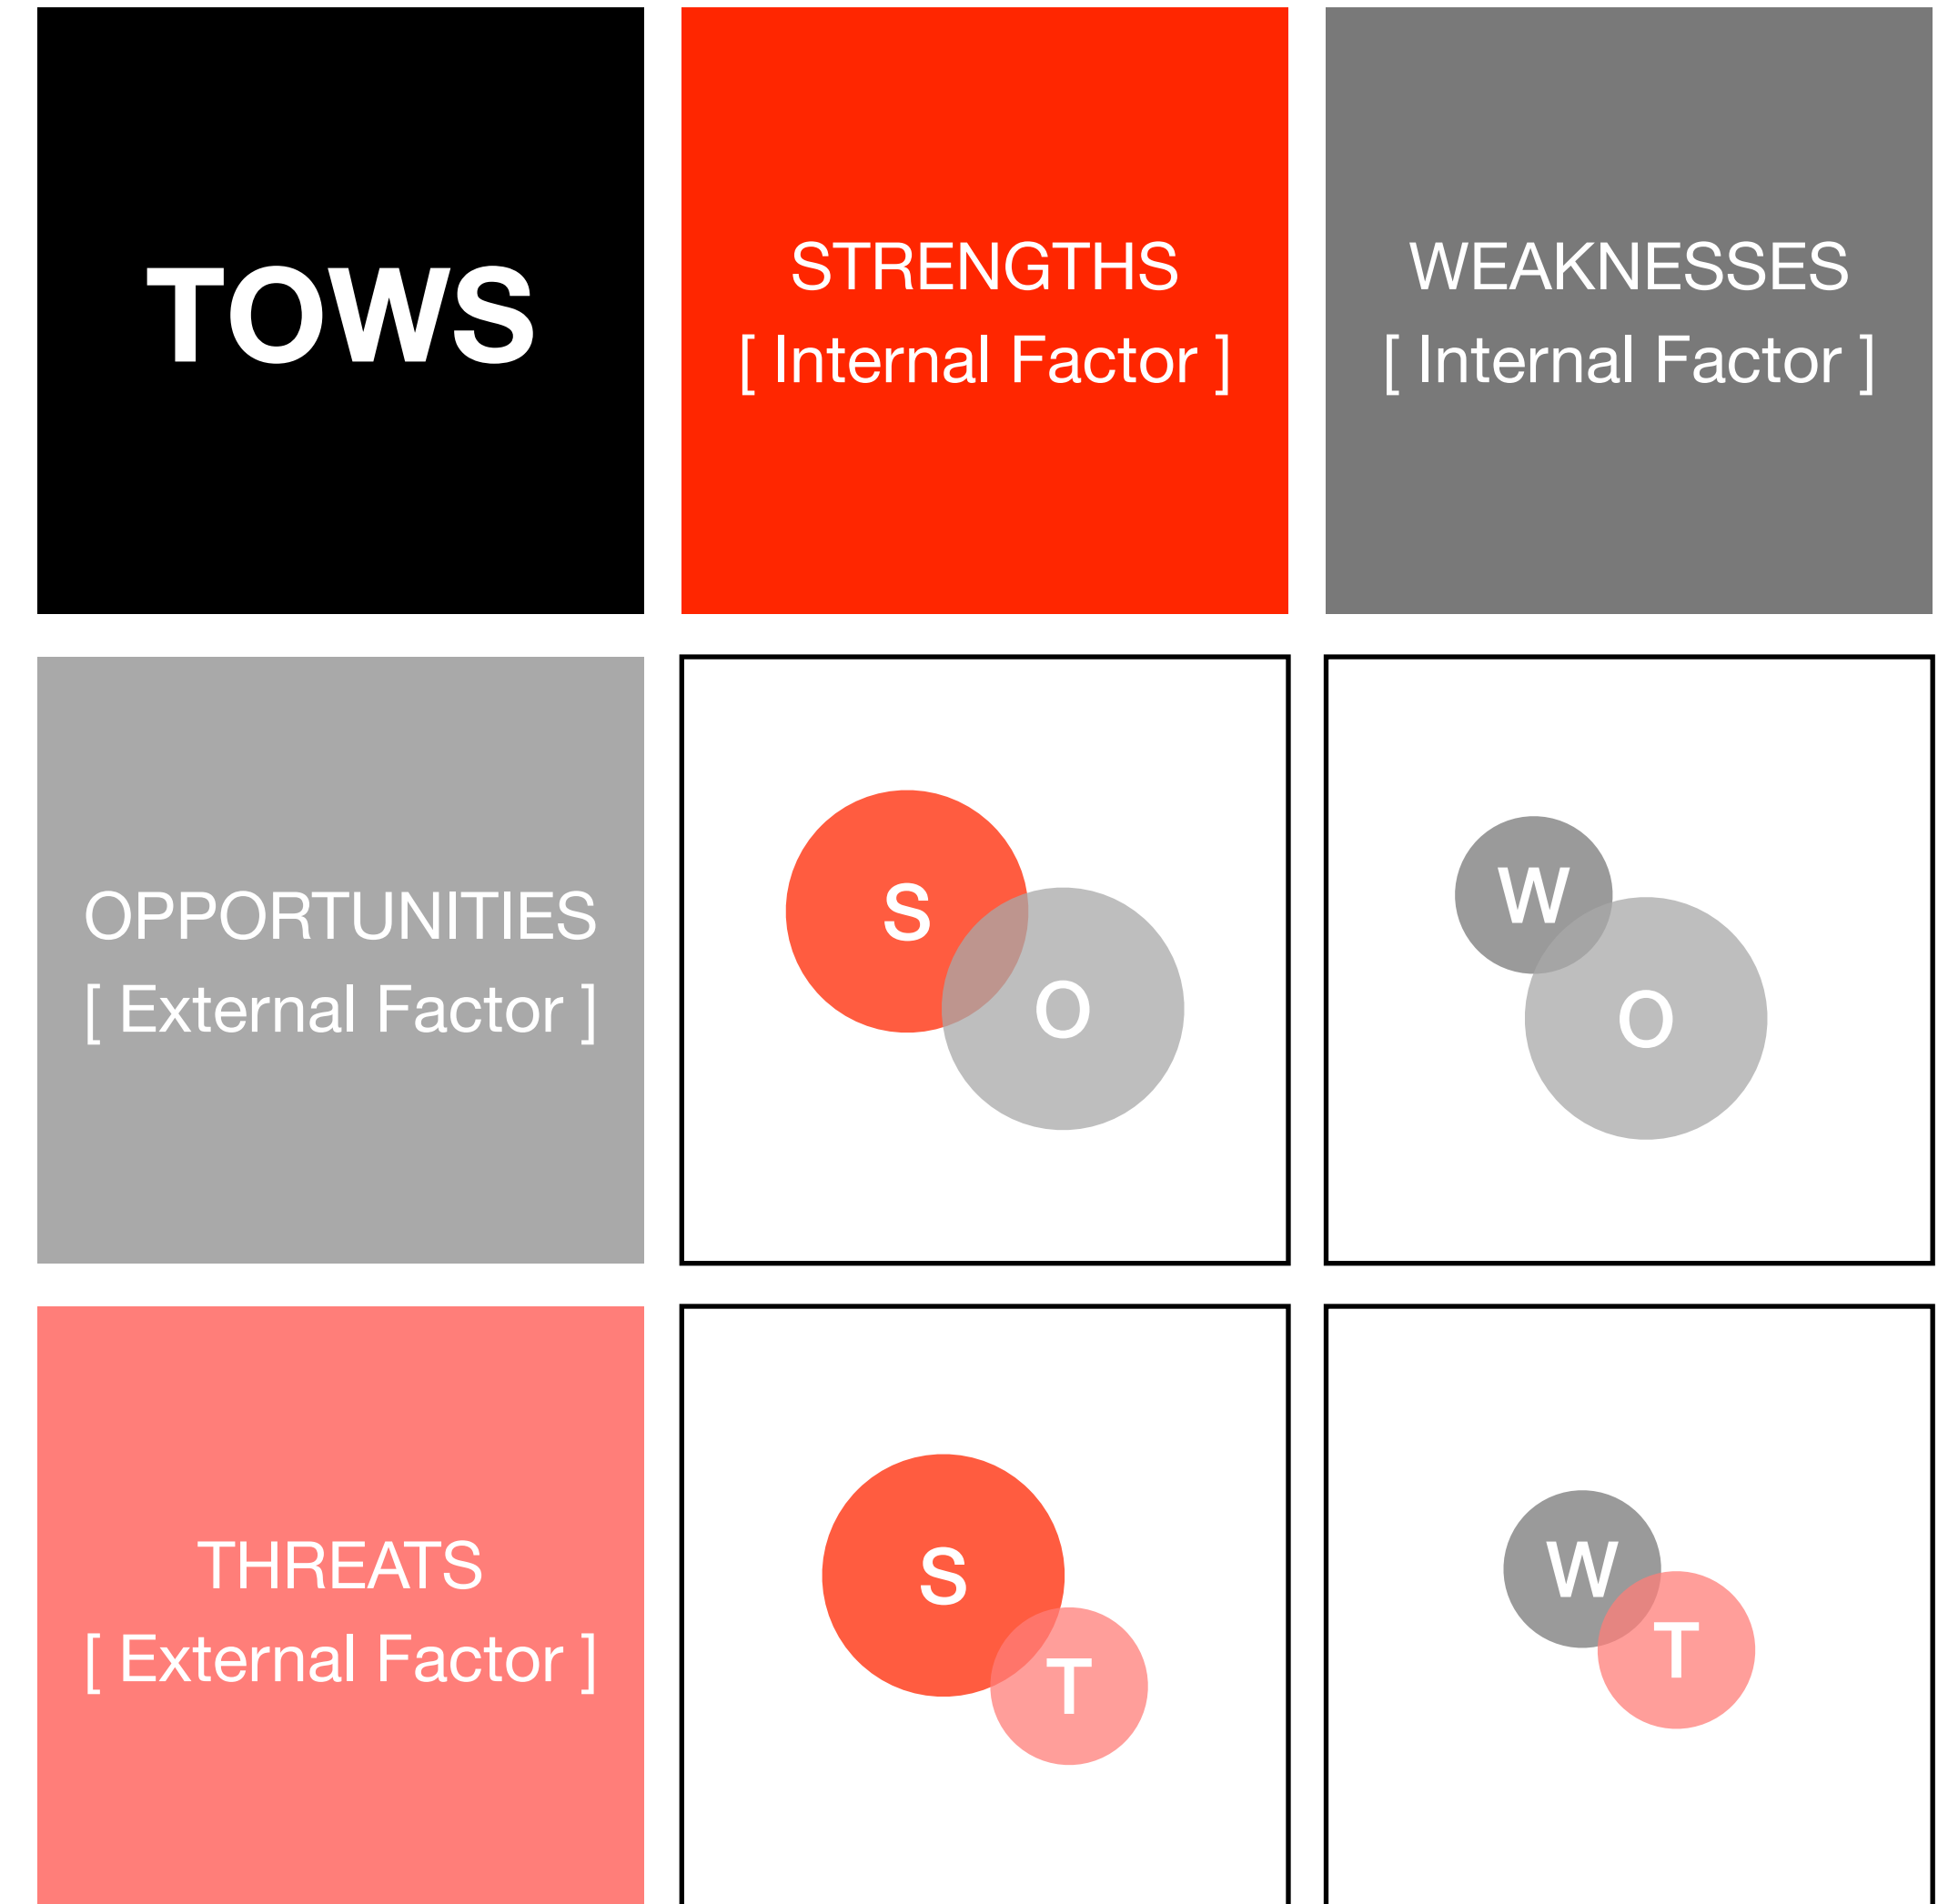 TOWS
STRENGTHS
[ Internal Factor ]
WEAKNESSES
[ Internal Factor ]
OPPORTUNITIES
[ External Factor ]
S
O
W
O
THREATS
[ External Factor ]
S
T
W
T